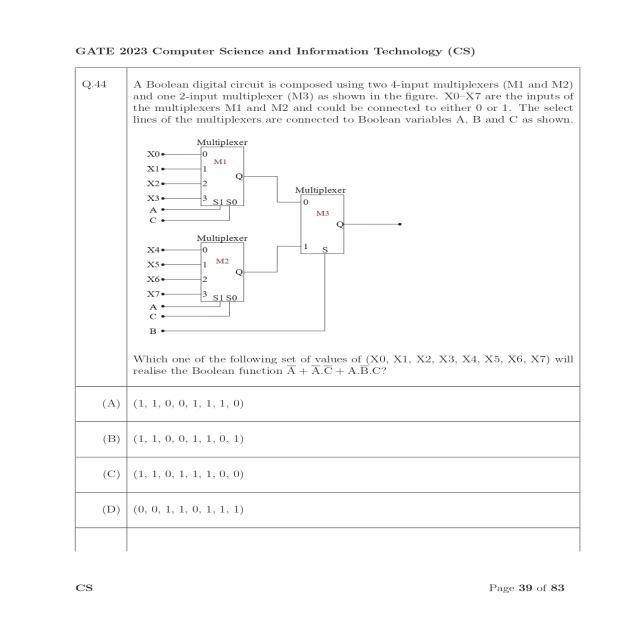 GATE 2023 Computer Science and Information Technology (CS)
Q.44
A Boolean digital circuit is composed using two 4-input multiplexers (M1 and M2)
and one 2-input multiplexer (M3) as shown in the figure. X0–X7 are the inputs of
the multiplexers M1 and M2 and could be connected to either 0 or 1. The select
lines of the multiplexers are connected to Boolean variables A, B and C as shown.
Multiplexer
X0 0
M1
X1 1
Q
X2 2
X3 3 S1 S0
A
C
Multiplexer
0
M3
Q
1 S
Multiplexer
X4 0
X5 1 M2
Q
X6 2
X7 3 S1 S0
A
C
B
Which one of the following set of values of (X0, X1, X2, X3, X4, X5, X6, X7) will
realise the Boolean function A̅ + A̅.C̅ + A.B̅.C?
(A) (1, 1, 0, 0, 1, 1, 1, 0)
(B) (1, 1, 0, 0, 1, 1, 0, 1)
(C) (1, 1, 0, 1, 1, 1, 0, 0)
(D) (0, 0, 1, 1, 0, 1, 1, 1)
CS Page 39 of 83